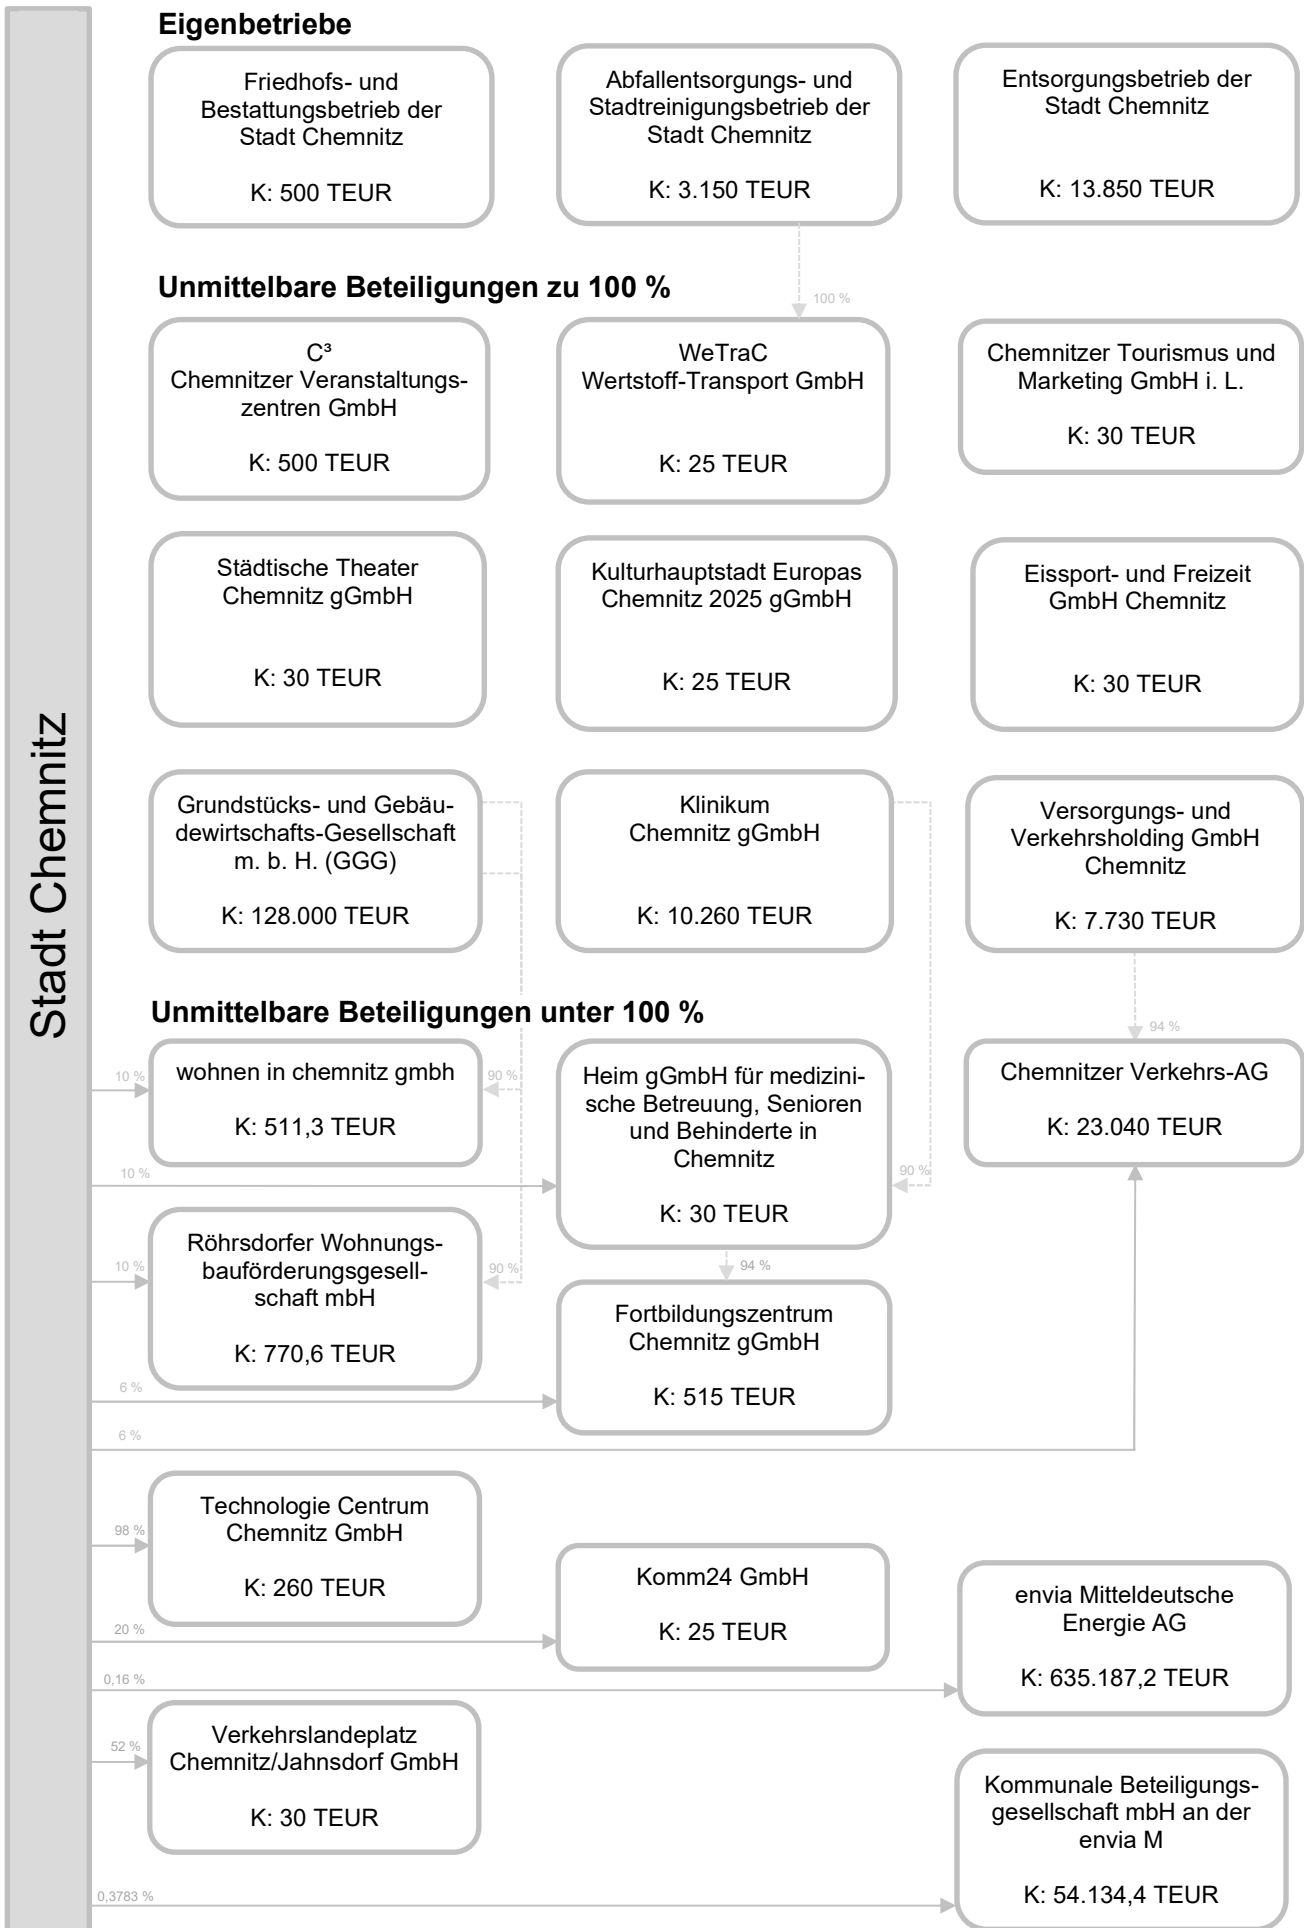 Stadt Chemnitz
Eigenbetriebe
Friedhofs- und
Bestattungsbetrieb der
Stadt Chemnitz
K: 500 TEUR
Abfallentsorgungs- und
Stadtreinigungsbetrieb der
Stadt Chemnitz
K: 3.150 TEUR
Entsorgungsbetrieb der
Stadt Chemnitz
K: 13.850 TEUR
Unmittelbare Beteiligungen zu 100 %
100 %
C³
Chemnitzer Veranstaltungs-
zentren GmbH
K: 500 TEUR
WeTraC
Wertstoff-Transport GmbH
K: 25 TEUR
Chemnitzer Tourismus und
Marketing GmbH i. L.
K: 30 TEUR
Städtische Theater
Chemnitz gGmbH
K: 30 TEUR
Kulturhauptstadt Europas
Chemnitz 2025 gGmbH
K: 25 TEUR
Eissport- und Freizeit
GmbH Chemnitz
K: 30 TEUR
Grundstücks- und Gebäu-
dewirtschafts-Gesellschaft
m. b. H. (GGG)
K: 128.000 TEUR
Klinikum
Chemnitz gGmbH
K: 10.260 TEUR
Versorgungs- und
Verkehrsholding GmbH
Chemnitz
K: 7.730 TEUR
Unmittelbare Beteiligungen unter 100 %
94 %
10 %
wohnen in chemnitz gmbh
K: 511,3 TEUR
90 %
Heim gGmbH für medizini-
sche Betreuung, Senioren
und Behinderte in
Chemnitz
K: 30 TEUR
90 %
Chemnitzer Verkehrs-AG
K: 23.040 TEUR
10 %
10 %
Röhrsdorfer Wohnungs-
bauförderungsgesell-
schaft mbH
K: 770,6 TEUR
90 %
94 %
Fortbildungszentrum
Chemnitz gGmbH
K: 515 TEUR
6 %
6 %
98 %
Technologie Centrum
Chemnitz GmbH
K: 260 TEUR
Komm24 GmbH
K: 25 TEUR
envia Mitteldeutsche
Energie AG
K: 635.187,2 TEUR
20 %
0,16 %
52 %
Verkehrslandeplatz
Chemnitz/Jahnsdorf GmbH
K: 30 TEUR
Kommunale Beteiligungs-
gesellschaft mbH an der
envia M
K: 54.134,4 TEUR
0,3783 %